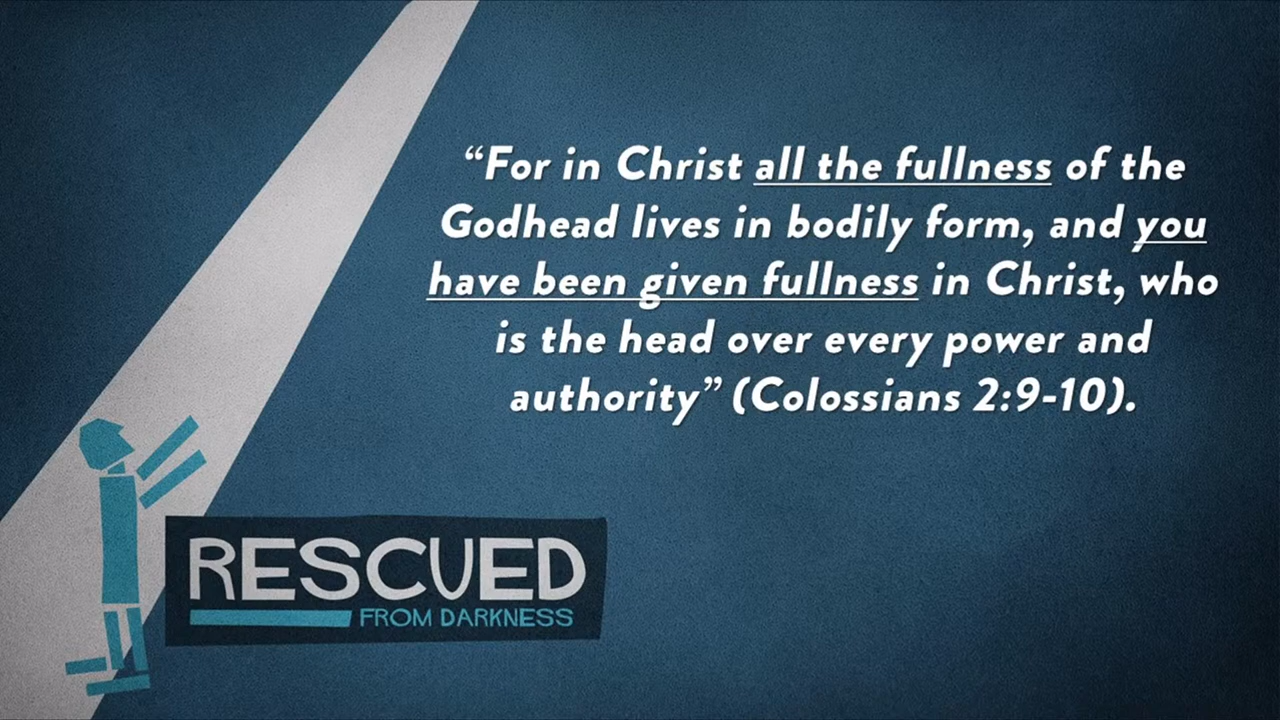 “For in Christ all the fullness of the
Godhead lives in bodily form, and you
have been given fullness in Christ, who
is the head over every power and
authority” (Colossians 2:9-10).
RESCUED
FROM DARKNESS